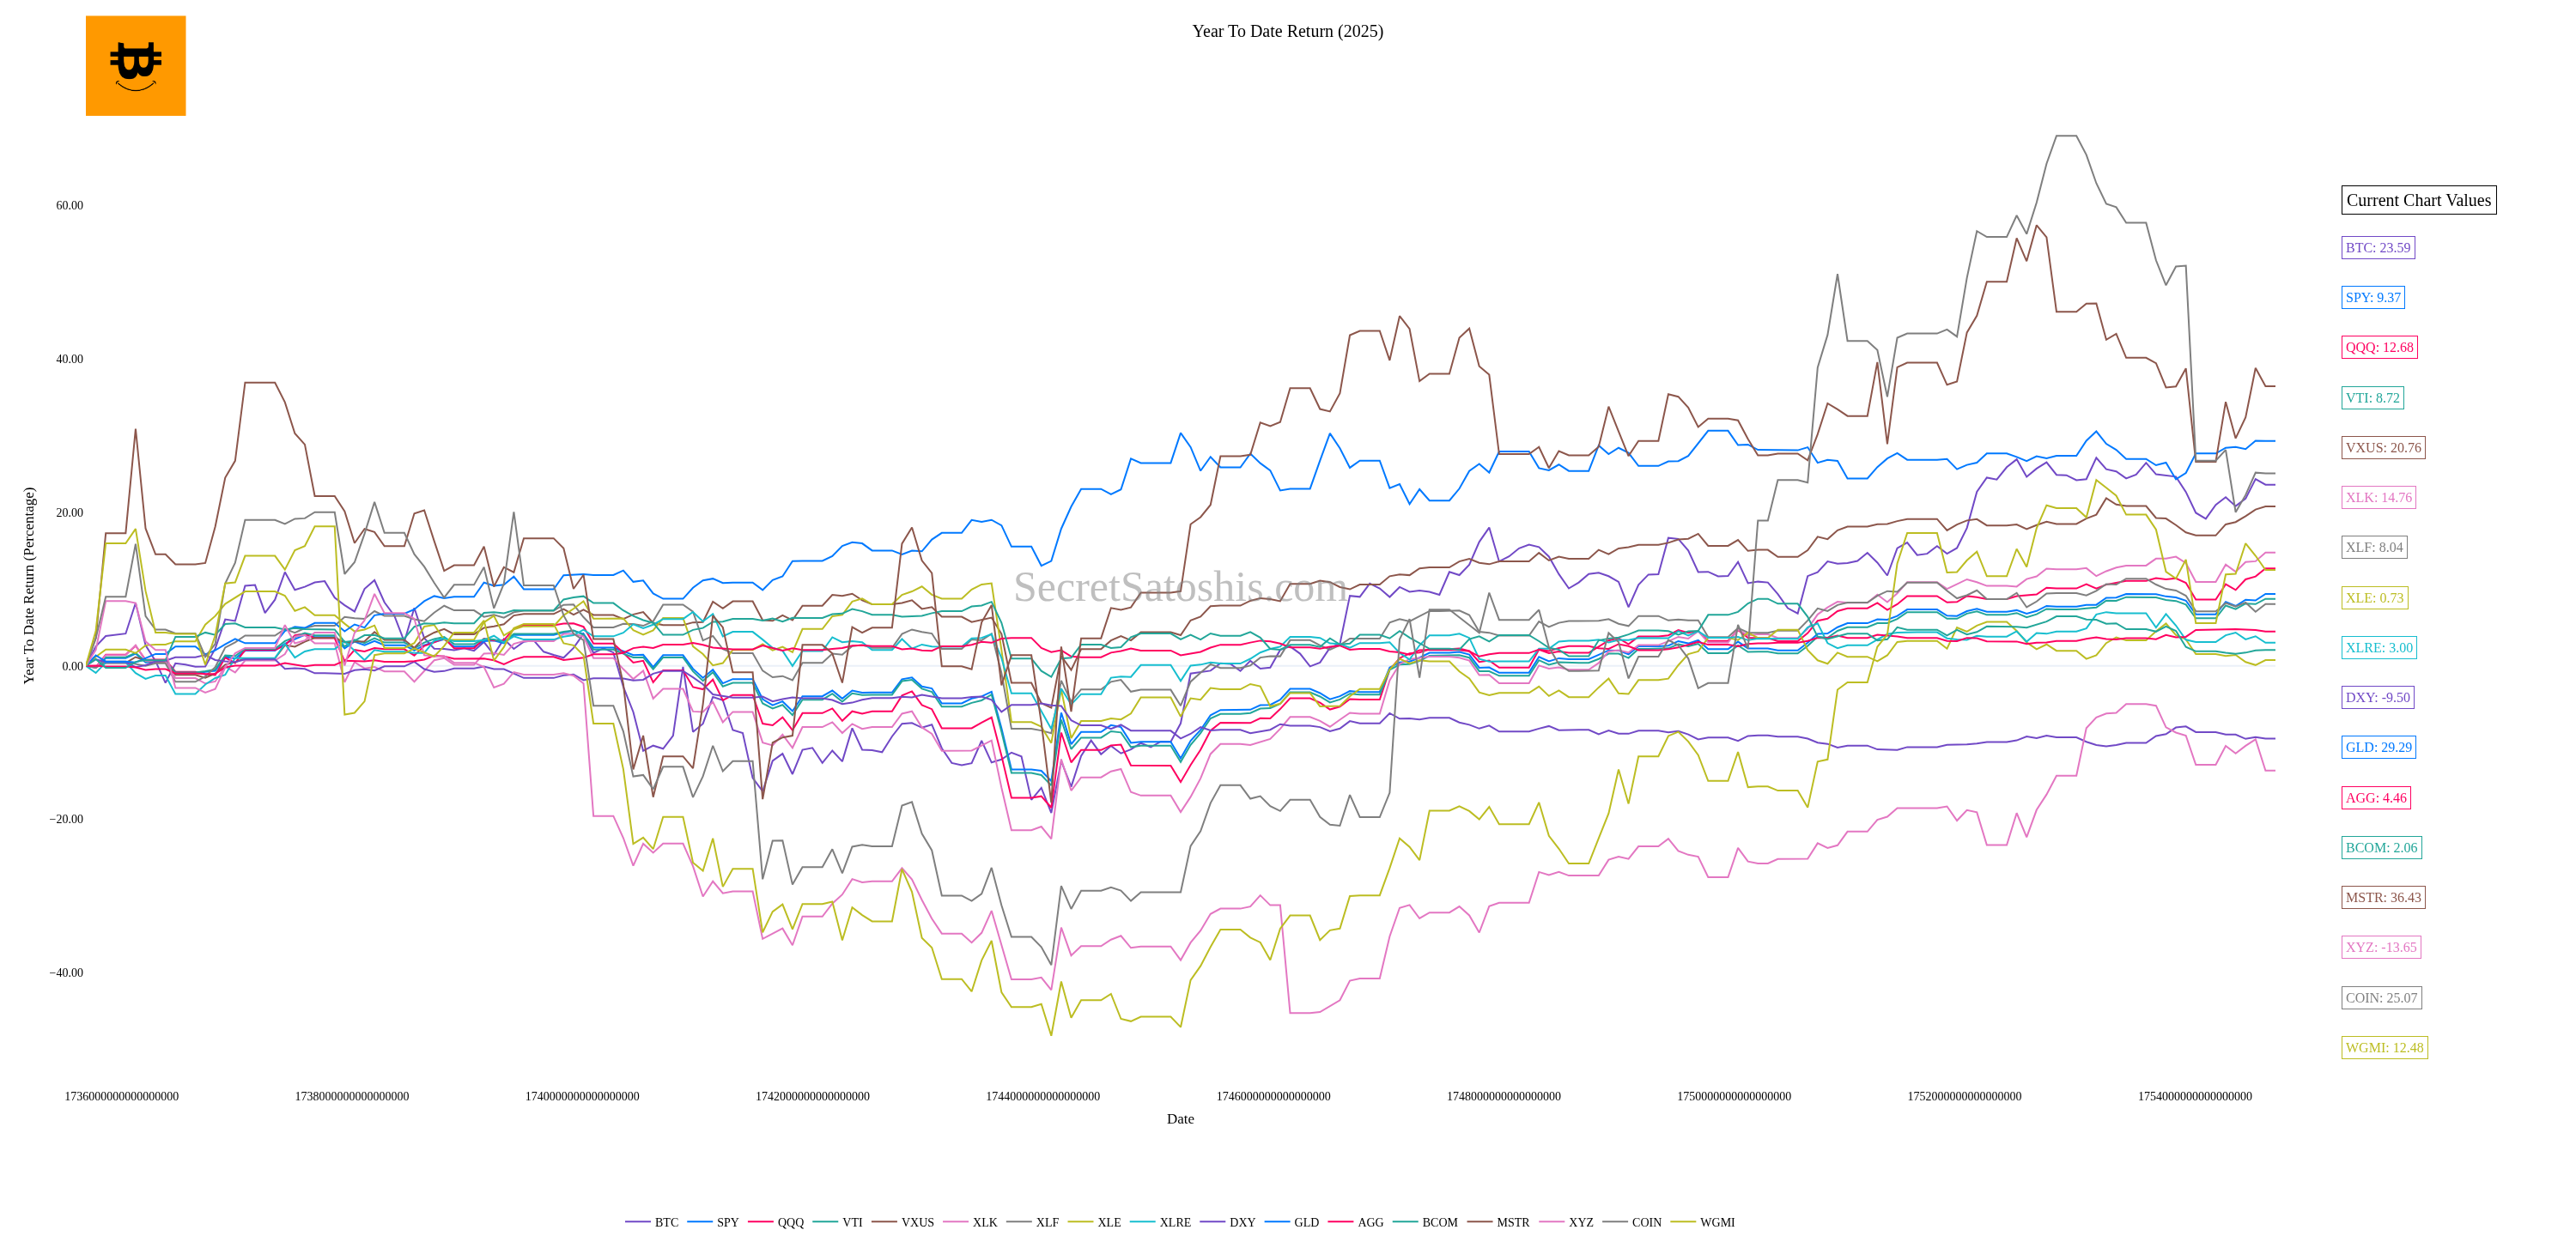 Year To Date Return (2025)
SecretSatoshis.com
Year To Date Return (Percentage)
60.00
40.00
20.00
0.00
−20.00
−40.00
1736000000000000000
1738000000000000000
1740000000000000000
1742000000000000000
1744000000000000000
1746000000000000000
1748000000000000000
1750000000000000000
1752000000000000000
1754000000000000000
Date
Current Chart Values
BTC: 23.59
SPY: 9.37
QQQ: 12.68
VTI: 8.72
VXUS: 20.76
XLK: 14.76
XLF: 8.04
XLE: 0.73
XLRE: 3.00
DXY: -9.50
GLD: 29.29
AGG: 4.46
BCOM: 2.06
MSTR: 36.43
XYZ: -13.65
COIN: 25.07
WGMI: 12.48
BTC SPY QQQ VTI VXUS XLK XLF XLE XLRE DXY GLD AGG BCOM MSTR XYZ COIN WGMI